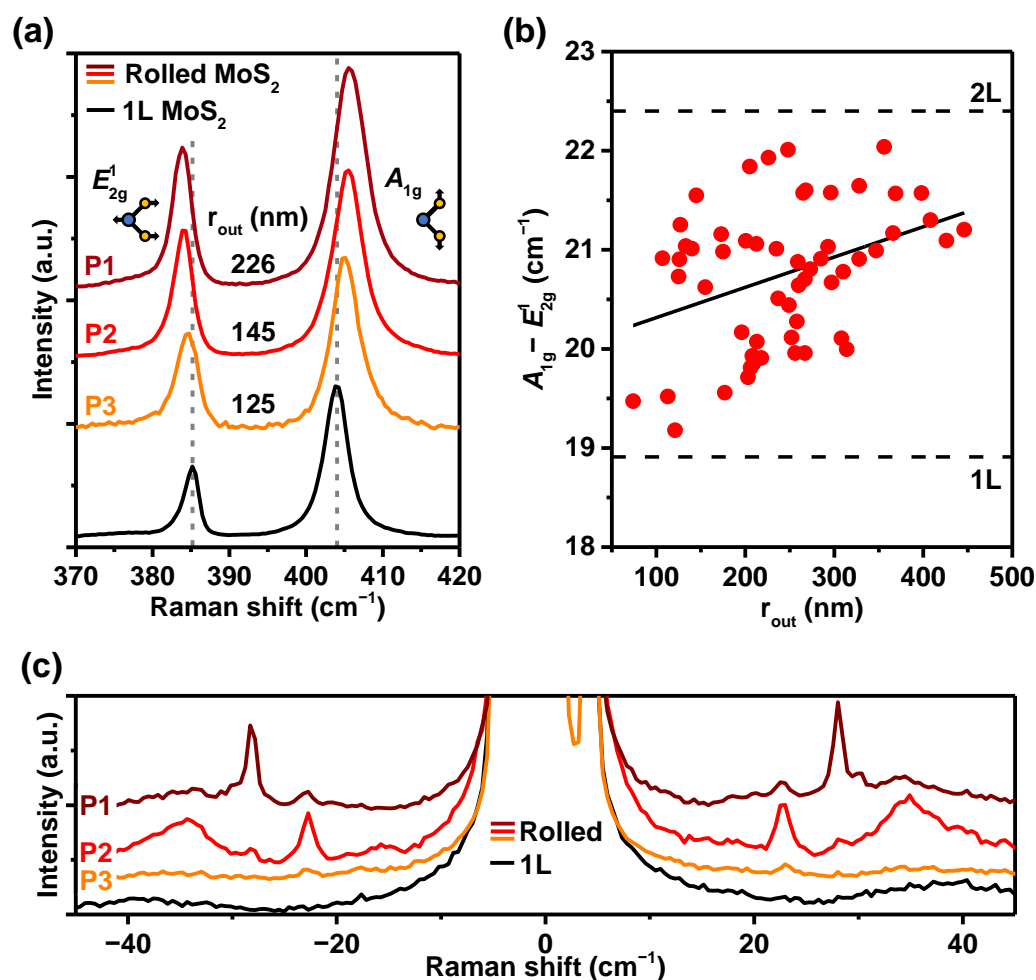 (a)
Rolled MoS₂
1L MoS₂
E¹₂g
A₁g
r_out (nm)
P1
226
P2
145
P3
125
Intensity (a.u.)
370 380 390 400 410 420
Raman shift (cm⁻¹)
(b)
23
22
21
20
19
18
2L
1L
A₁g − E¹₂g (cm⁻¹)
100 200 300 400 500
r_out (nm)
(c)
Intensity (a.u.)
P1
P2
P3
Rolled
1L
−40 −20 0 20 40
Raman shift (cm⁻¹)